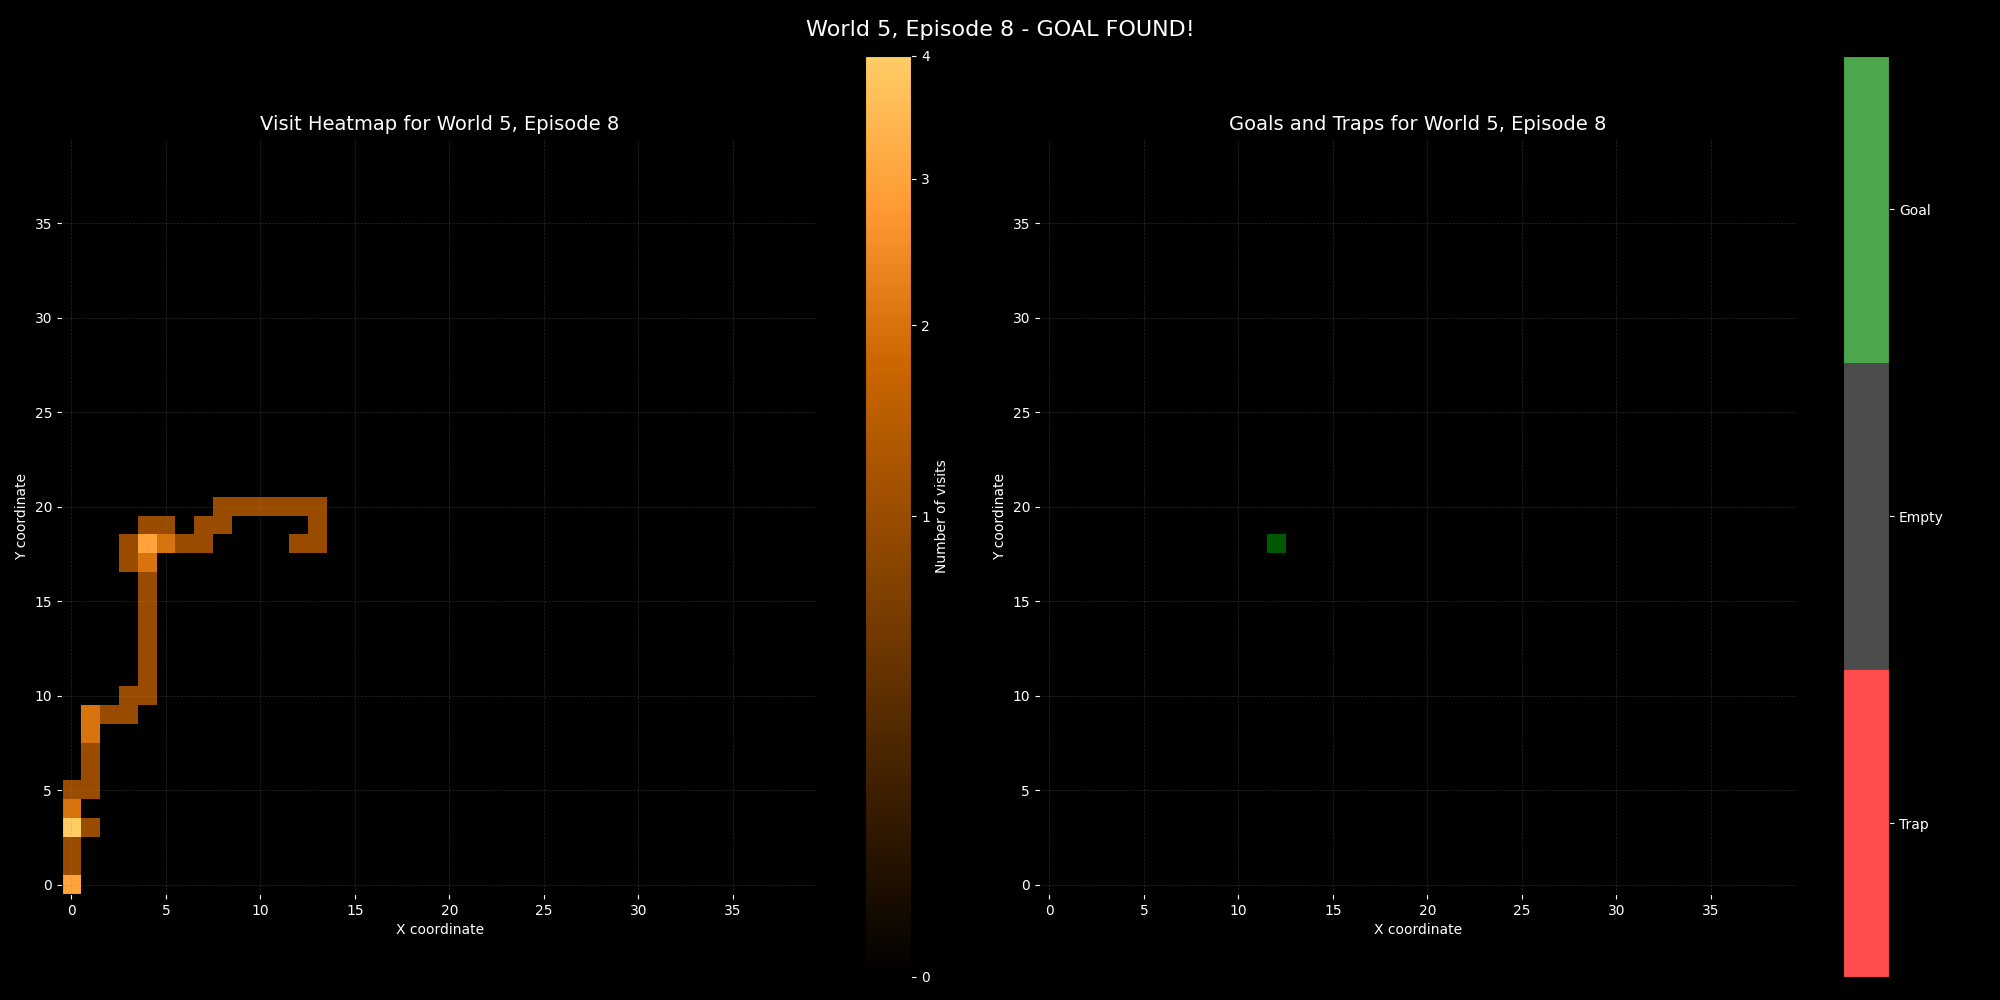 World 5, Episode 8 - GOAL FOUND!
Visit Heatmap for World 5, Episode 8
35
30
25
20
15
10
5
0
Y coordinate
0 5 10 15 20 25 30 35
X coordinate
4
3
2
1
0
Number of visits
Goals and Traps for World 5, Episode 8
35
30
25
20
15
10
5
0
Y coordinate
0 5 10 15 20 25 30 35
X coordinate
Goal
Empty
Trap